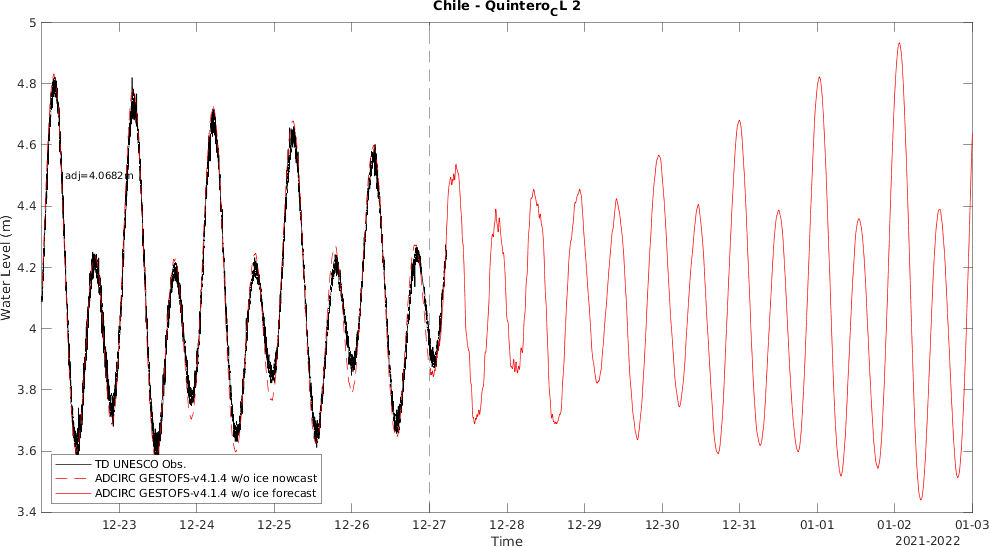 Chile - Quintero_CL 2
5
4.8
4.6
4.4
4.2
4
3.8
3.6
3.4
Water Level (m)
adj=4.0682m
TD UNESCO Obs.
ADCIRC GESTOFS-v4.1.4 w/o ice nowcast
ADCIRC GESTOFS-v4.1.4 w/o ice forecast
12-23 12-24 12-25 12-26 12-27 12-28 12-29 12-30 12-31 01-01 01-02 01-03
Time
2021-2022